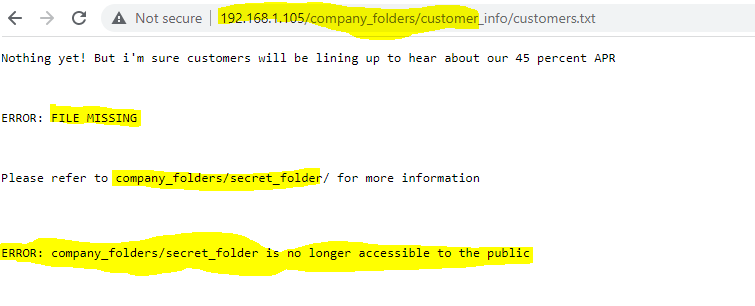 Not secure | 192.168.1.105/company_folders/customer_info/customers.txt
Nothing yet! But i'm sure customers will be lining up to hear about our 45 percent APR
ERROR: FILE MISSING
Please refer to company_folders/secret_folder/ for more information
ERROR: company_folders/secret_folder is no longer accessible to the public